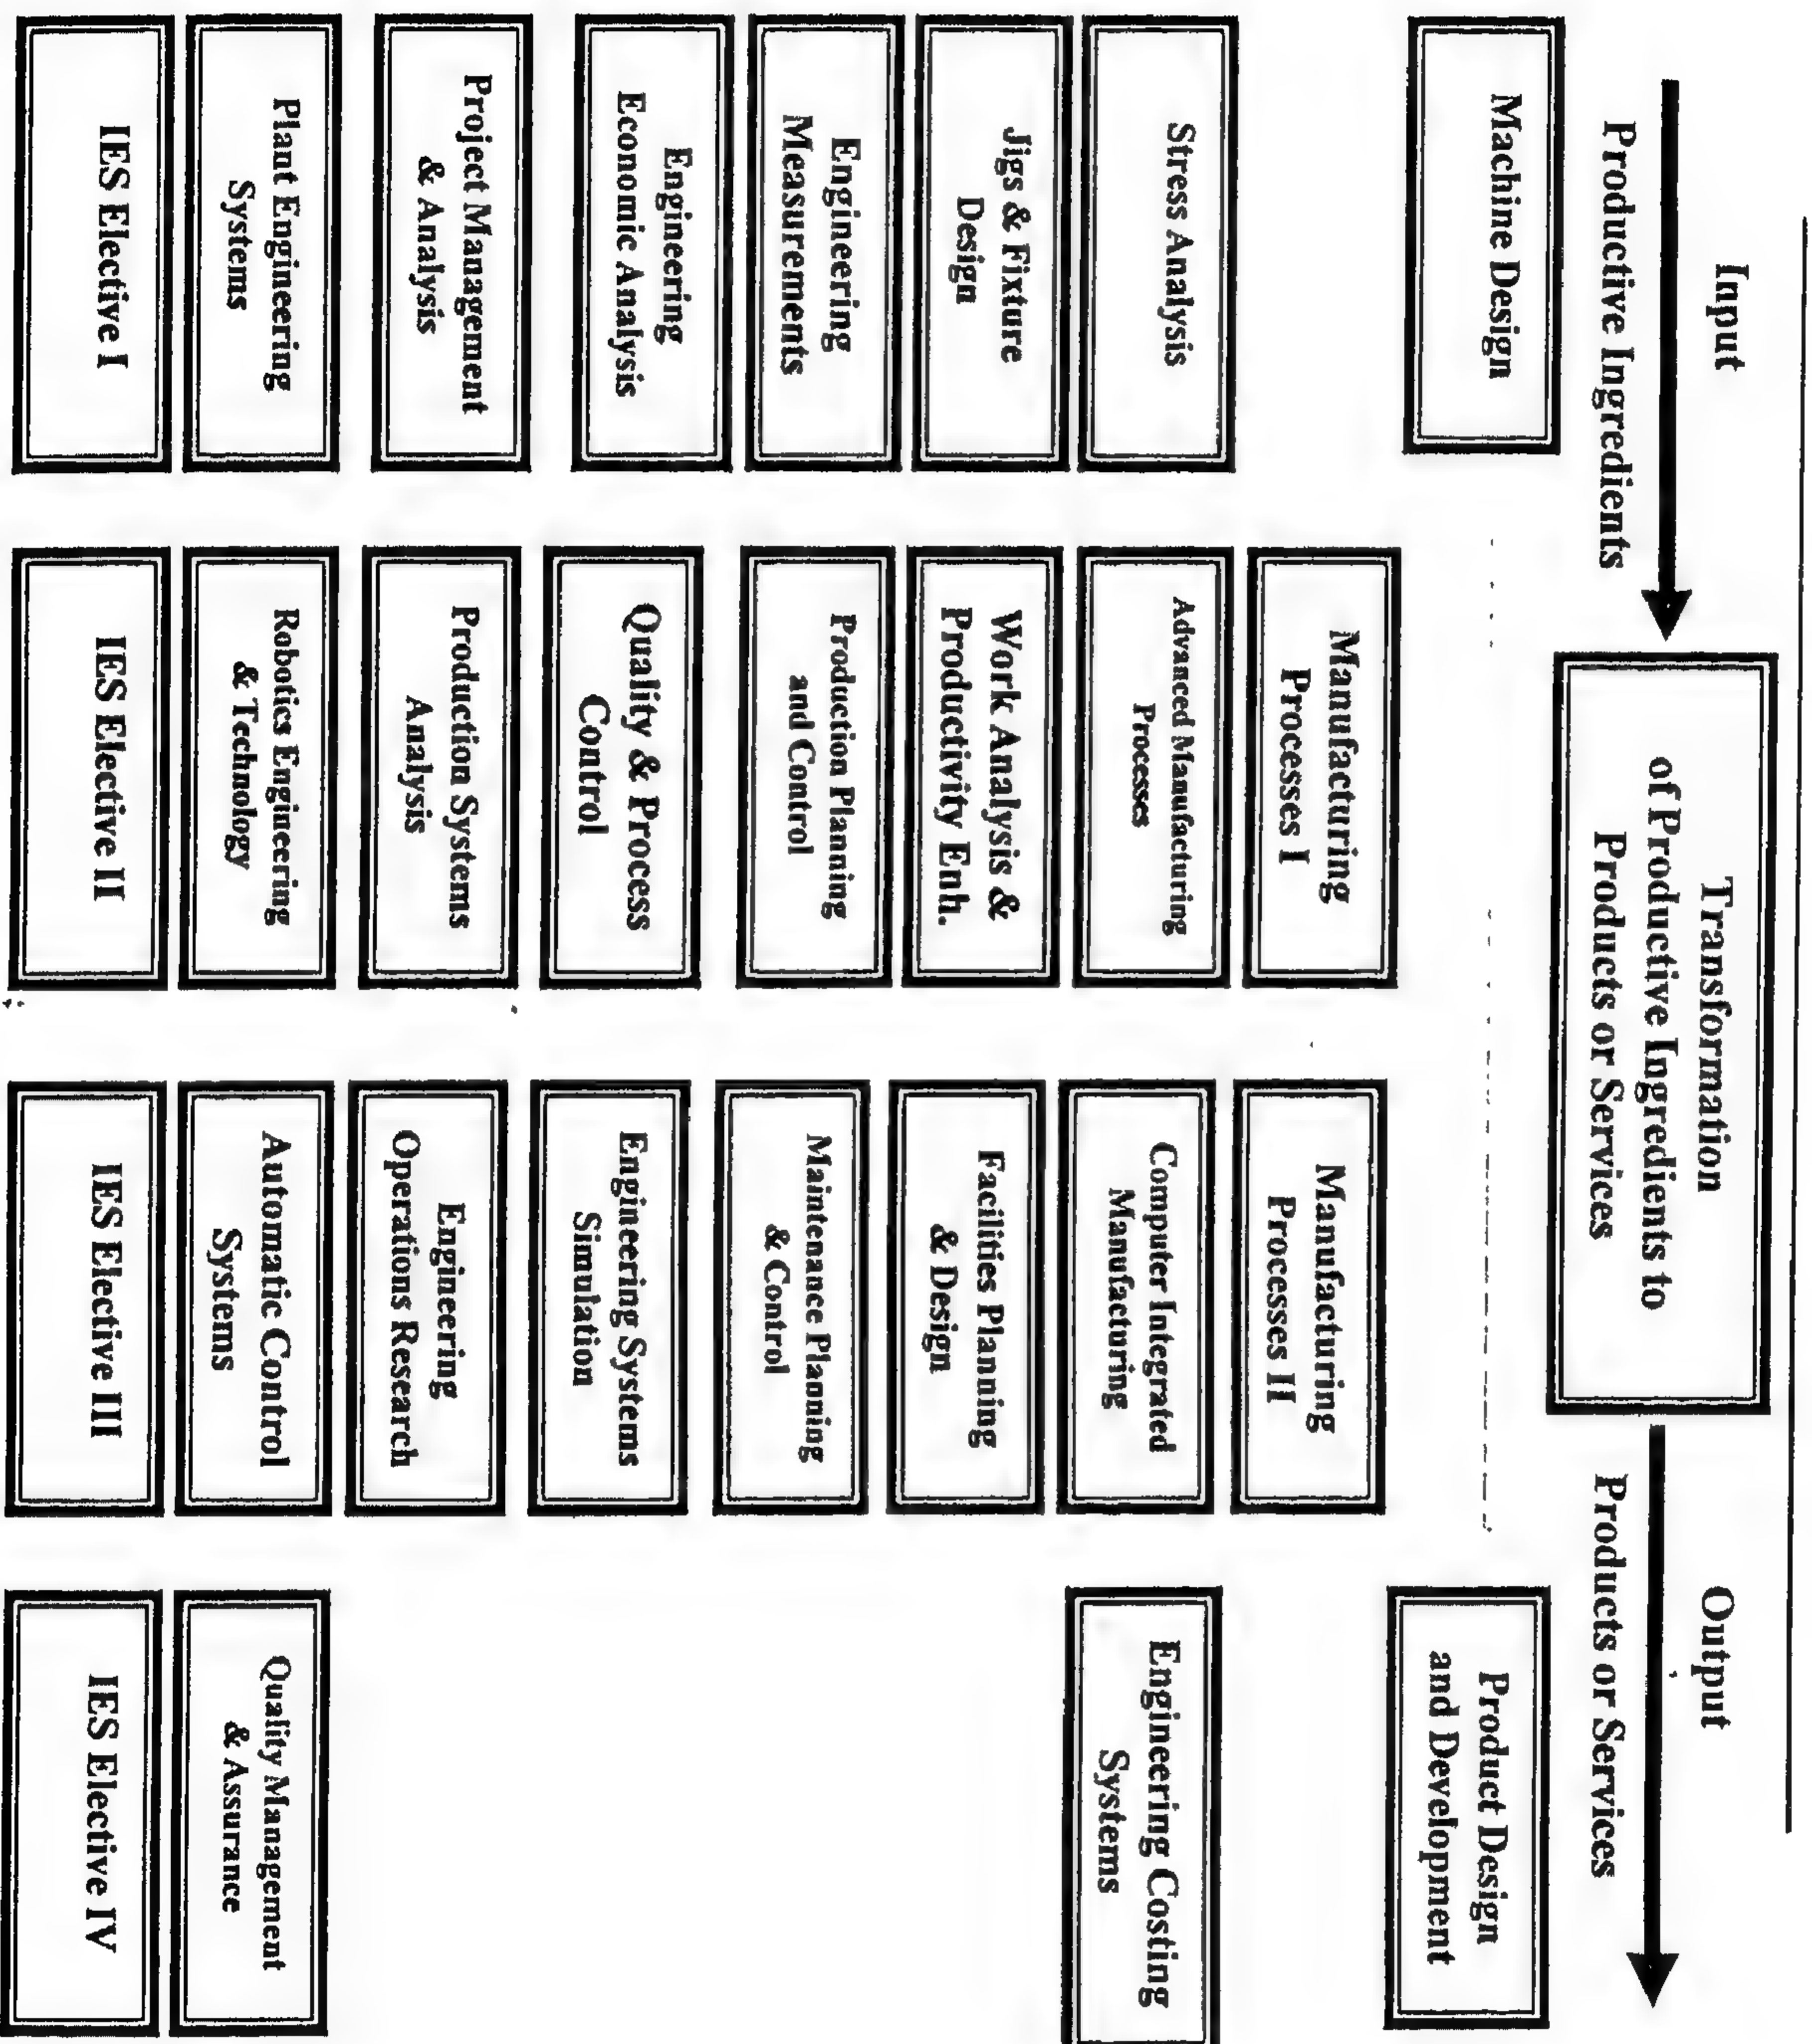 Input
Productive Ingredients
Transformation
of Productive Ingredients to
Products or Services
Output
Products or Services
Machine Design
Product Design
and Development
Manufacturing
Processes I
Manufacturing
Processes II
Stress Analysis
Advanced Manufacturing
Processes
Computer Integrated
Manufacturing
Engineering Costing
Systems
Jigs & Fixture
Design
Work Analysis &
Productivity Enh.
Facilities Planning
& Design
Engineering
Measurements
Production Planning
and Control
Maintenance Planning
& Control
Engineering
Economic Analysis
Quality & Process
Control
Engineering Systems
Simulation
Project Management
& Analysis
Production Systems
Analysis
Engineering
Operations Research
Plant Engineering
Systems
Robotics Engineering
& Technology
Automatic Control
Systems
Quality Management
& Assurance
IES Elective I
IES Elective II
IES Elective III
IES Elective IV